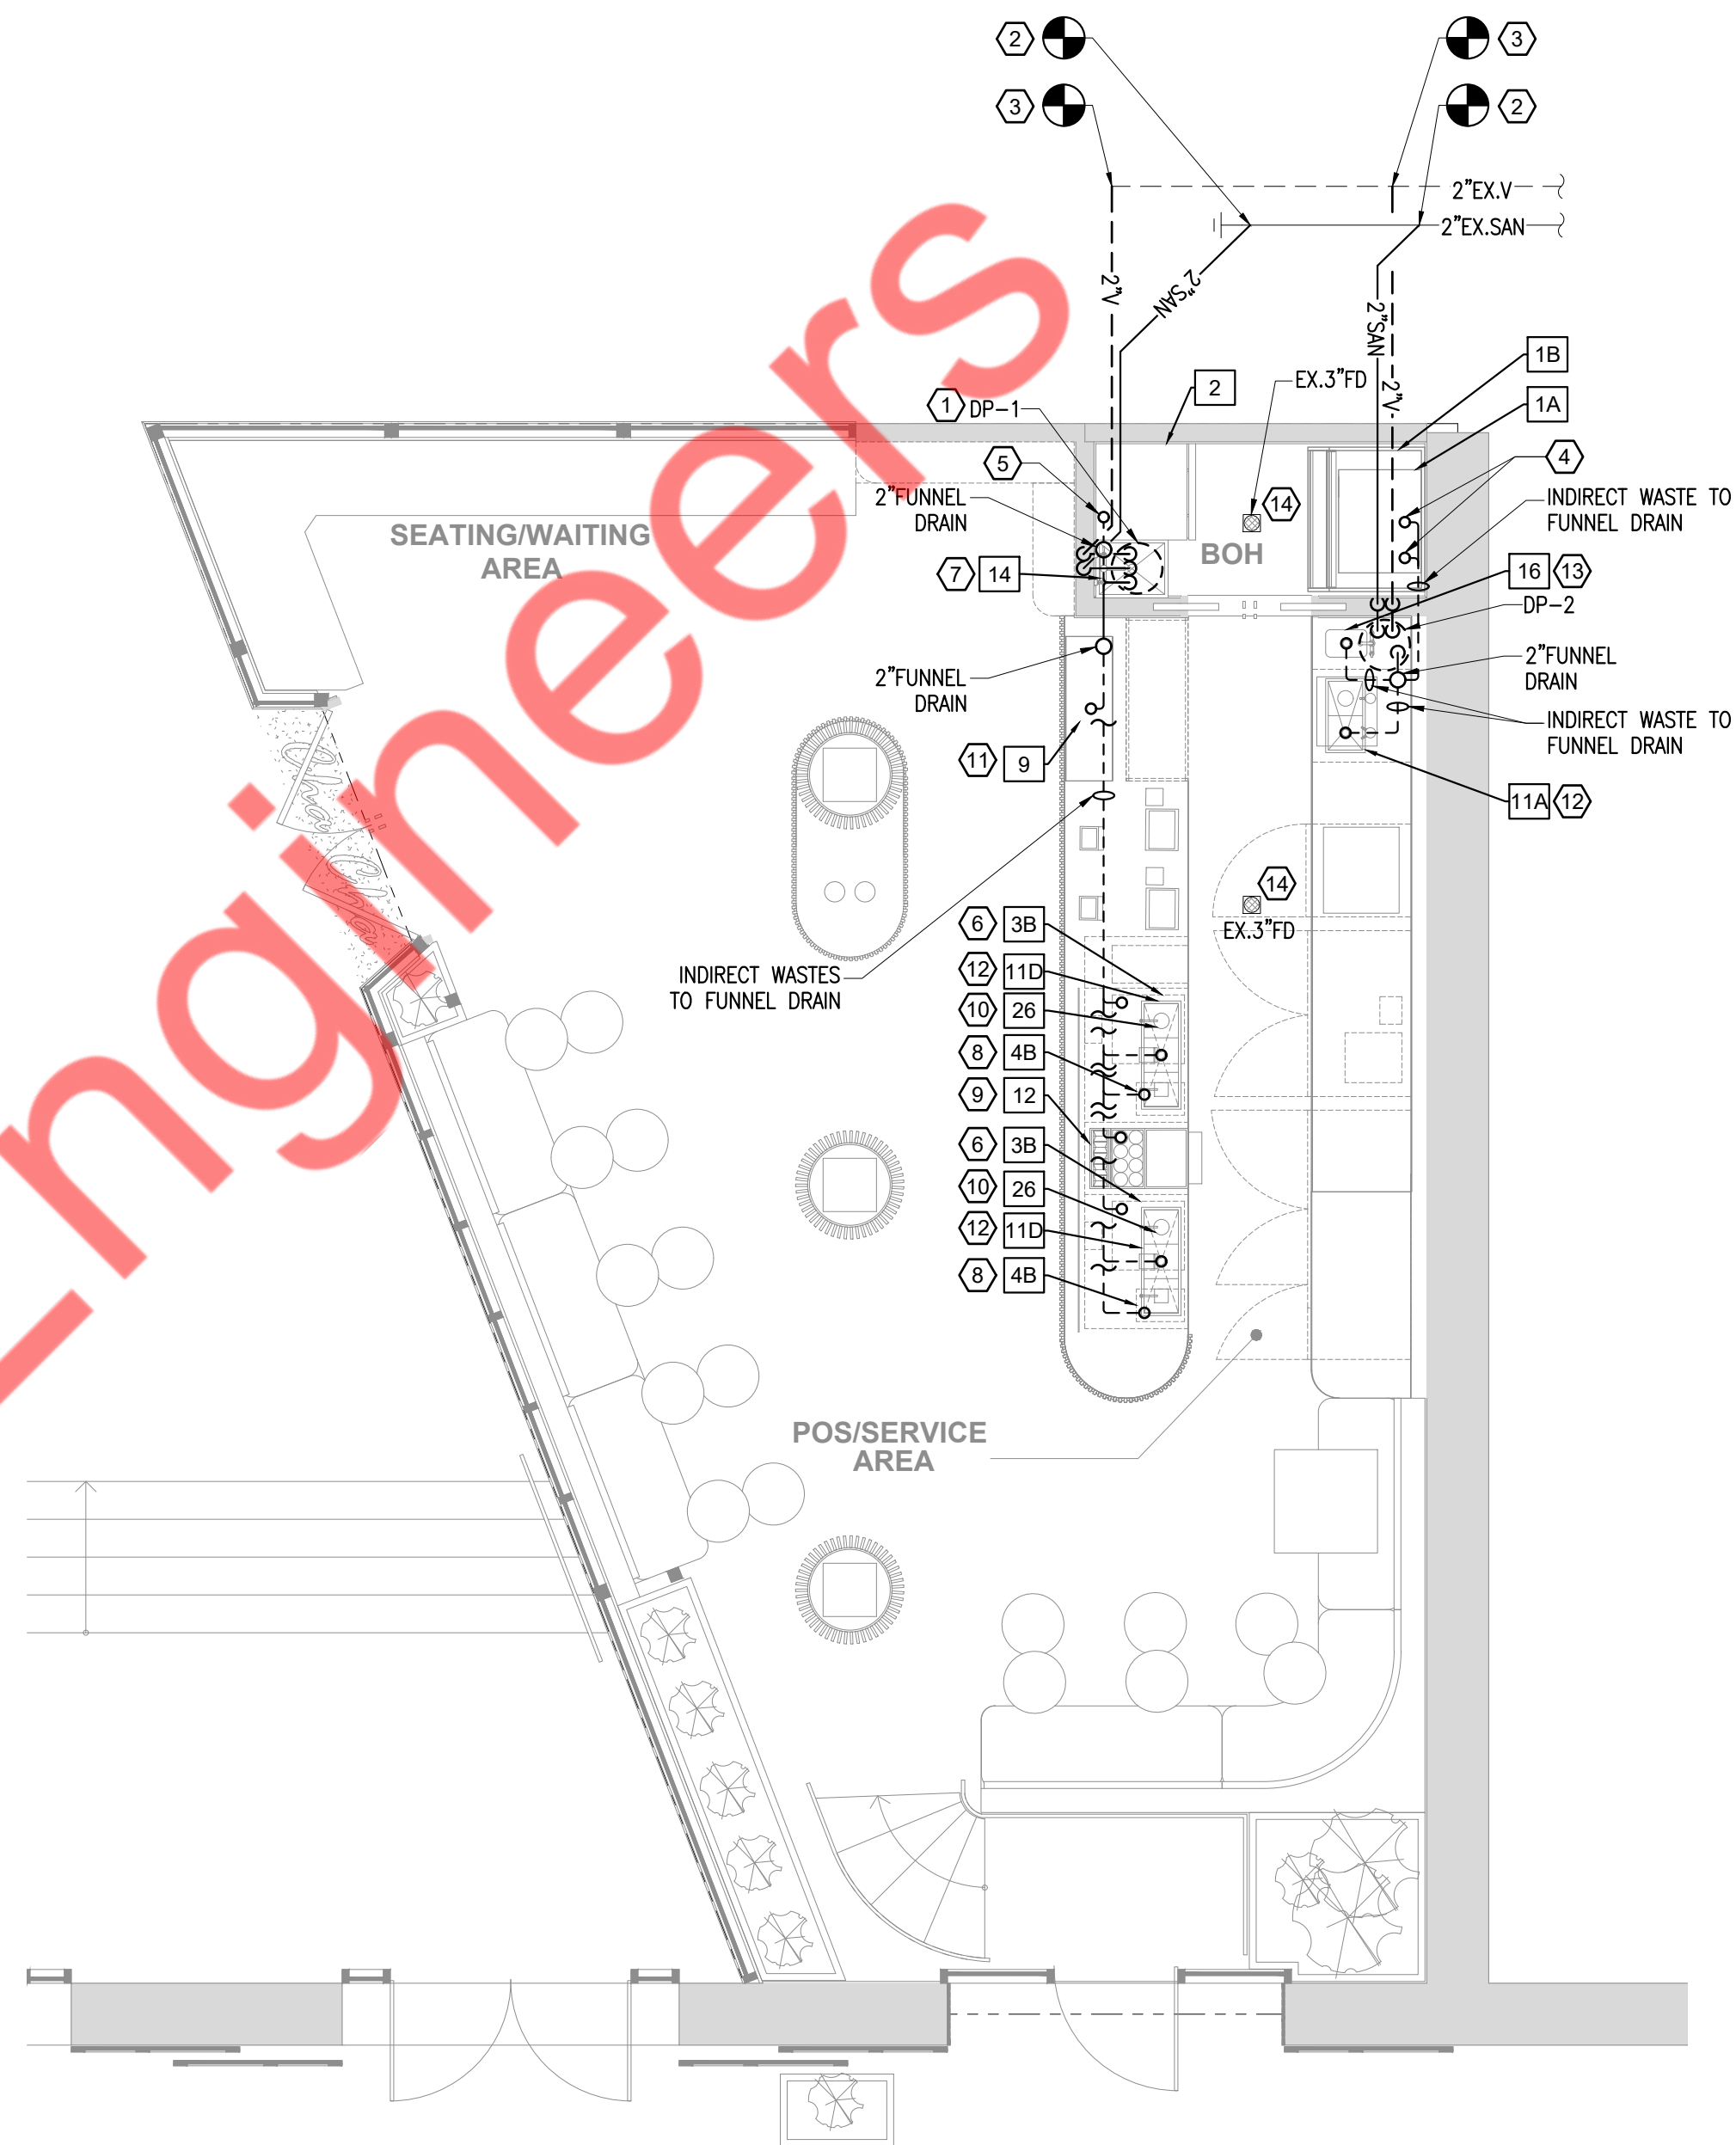 2
3
3
2
2"EX.V
2"EX.SAN
2"V
2"SAN
2"SAN
2"V
1B
1A
EX.3"FD
2
1
DP-1
4
5
2"FUNNEL
DRAIN
14
INDIRECT WASTE TO
FUNNEL DRAIN
SEATING/WAITING
AREA
BOH
7
14
16
13
DP-2
2"FUNNEL
DRAIN
2"FUNNEL
DRAIN
INDIRECT WASTE TO
FUNNEL DRAIN
11
9
11A
12
14
EX.3"FD
INDIRECT WASTES
TO FUNNEL DRAIN
6
3B
12
11D
10
26
8
4B
9
12
6
3B
10
26
12
11D
8
4B
POS/SERVICE
AREA
Engineers